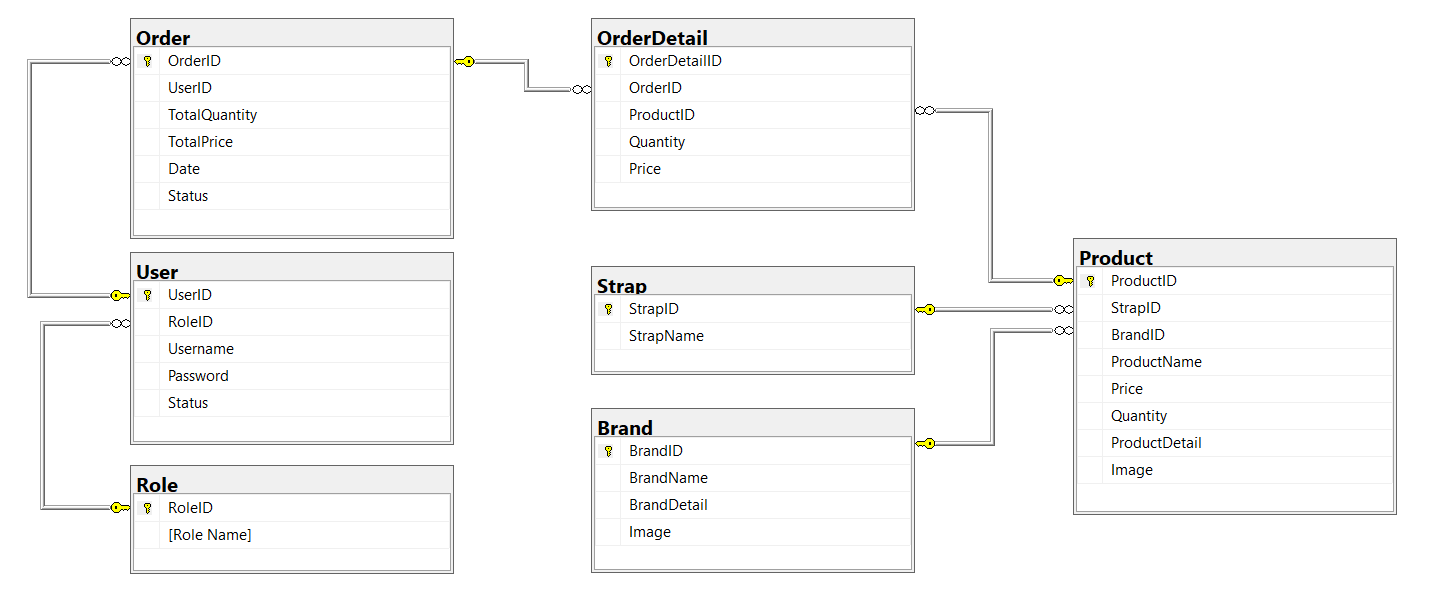 Order
OrderID
UserID
TotalQuantity
TotalPrice
Date
Status
OrderDetail
OrderDetailID
OrderID
ProductID
Quantity
Price
User
UserID
RoleID
Username
Password
Status
Strap
StrapID
StrapName
Product
ProductID
StrapID
BrandID
ProductName
Price
Quantity
ProductDetail
Image
Brand
BrandID
BrandName
BrandDetail
Image
Role
RoleID
[Role Name]